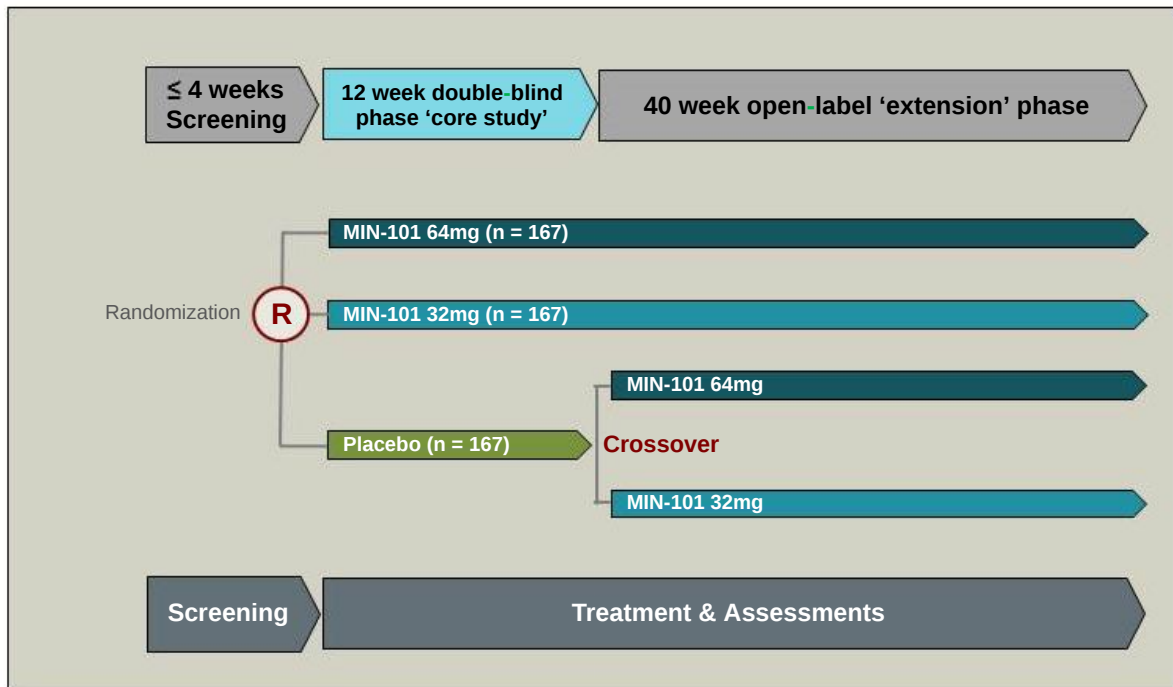 ≤ 4 weeks
Screening
12 week double-blind
phase ‘core study’
40 week open-label ‘extension’ phase
MIN-101 64mg (n = 167)
Randomization
R
MIN-101 32mg (n = 167)
MIN-101 64mg
Placebo (n = 167)
Crossover
MIN-101 32mg
Screening
Treatment & Assessments